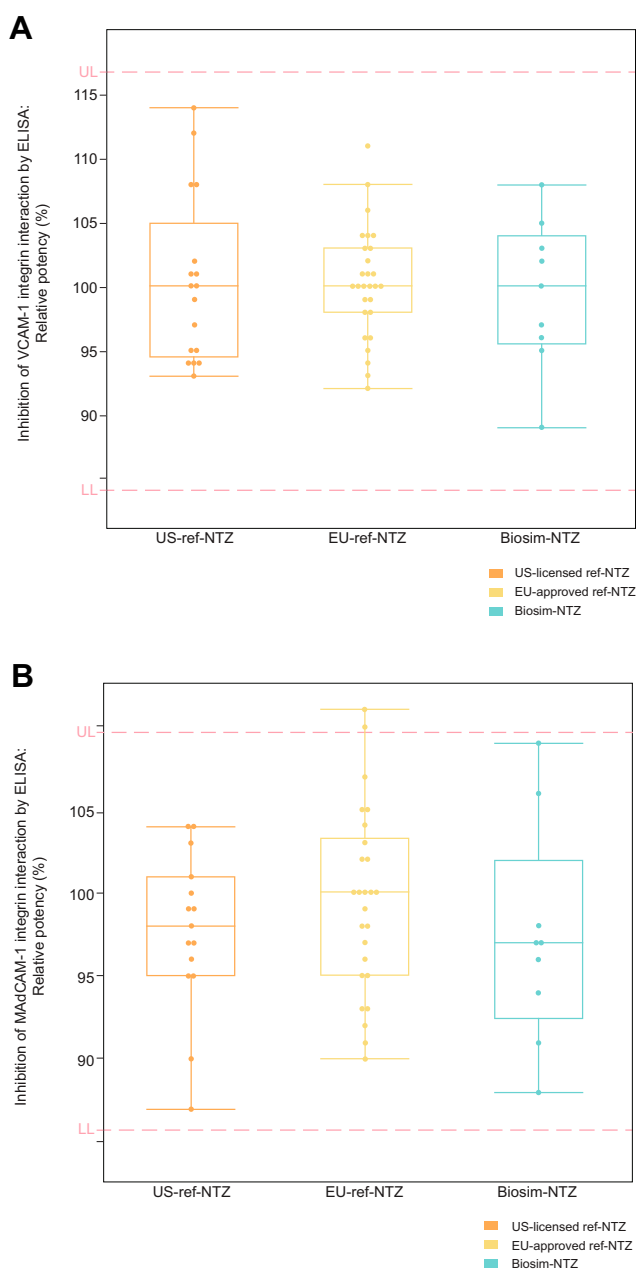 A
Inhibition of VCAM-1 integrin interaction by ELISA:
Relative potency (%)
UL
115
110
105
100
95
90
LL
US-ref-NTZ
EU-ref-NTZ
Biosim-NTZ
US-licensed ref-NTZ
EU-approved ref-NTZ
Biosim-NTZ
B
Inhibition of MAdCAM-1 integrin interaction by ELISA:
Relative potency (%)
UL
105
100
95
90
LL
US-ref-NTZ
EU-ref-NTZ
Biosim-NTZ
US-licensed ref-NTZ
EU-approved ref-NTZ
Biosim-NTZ